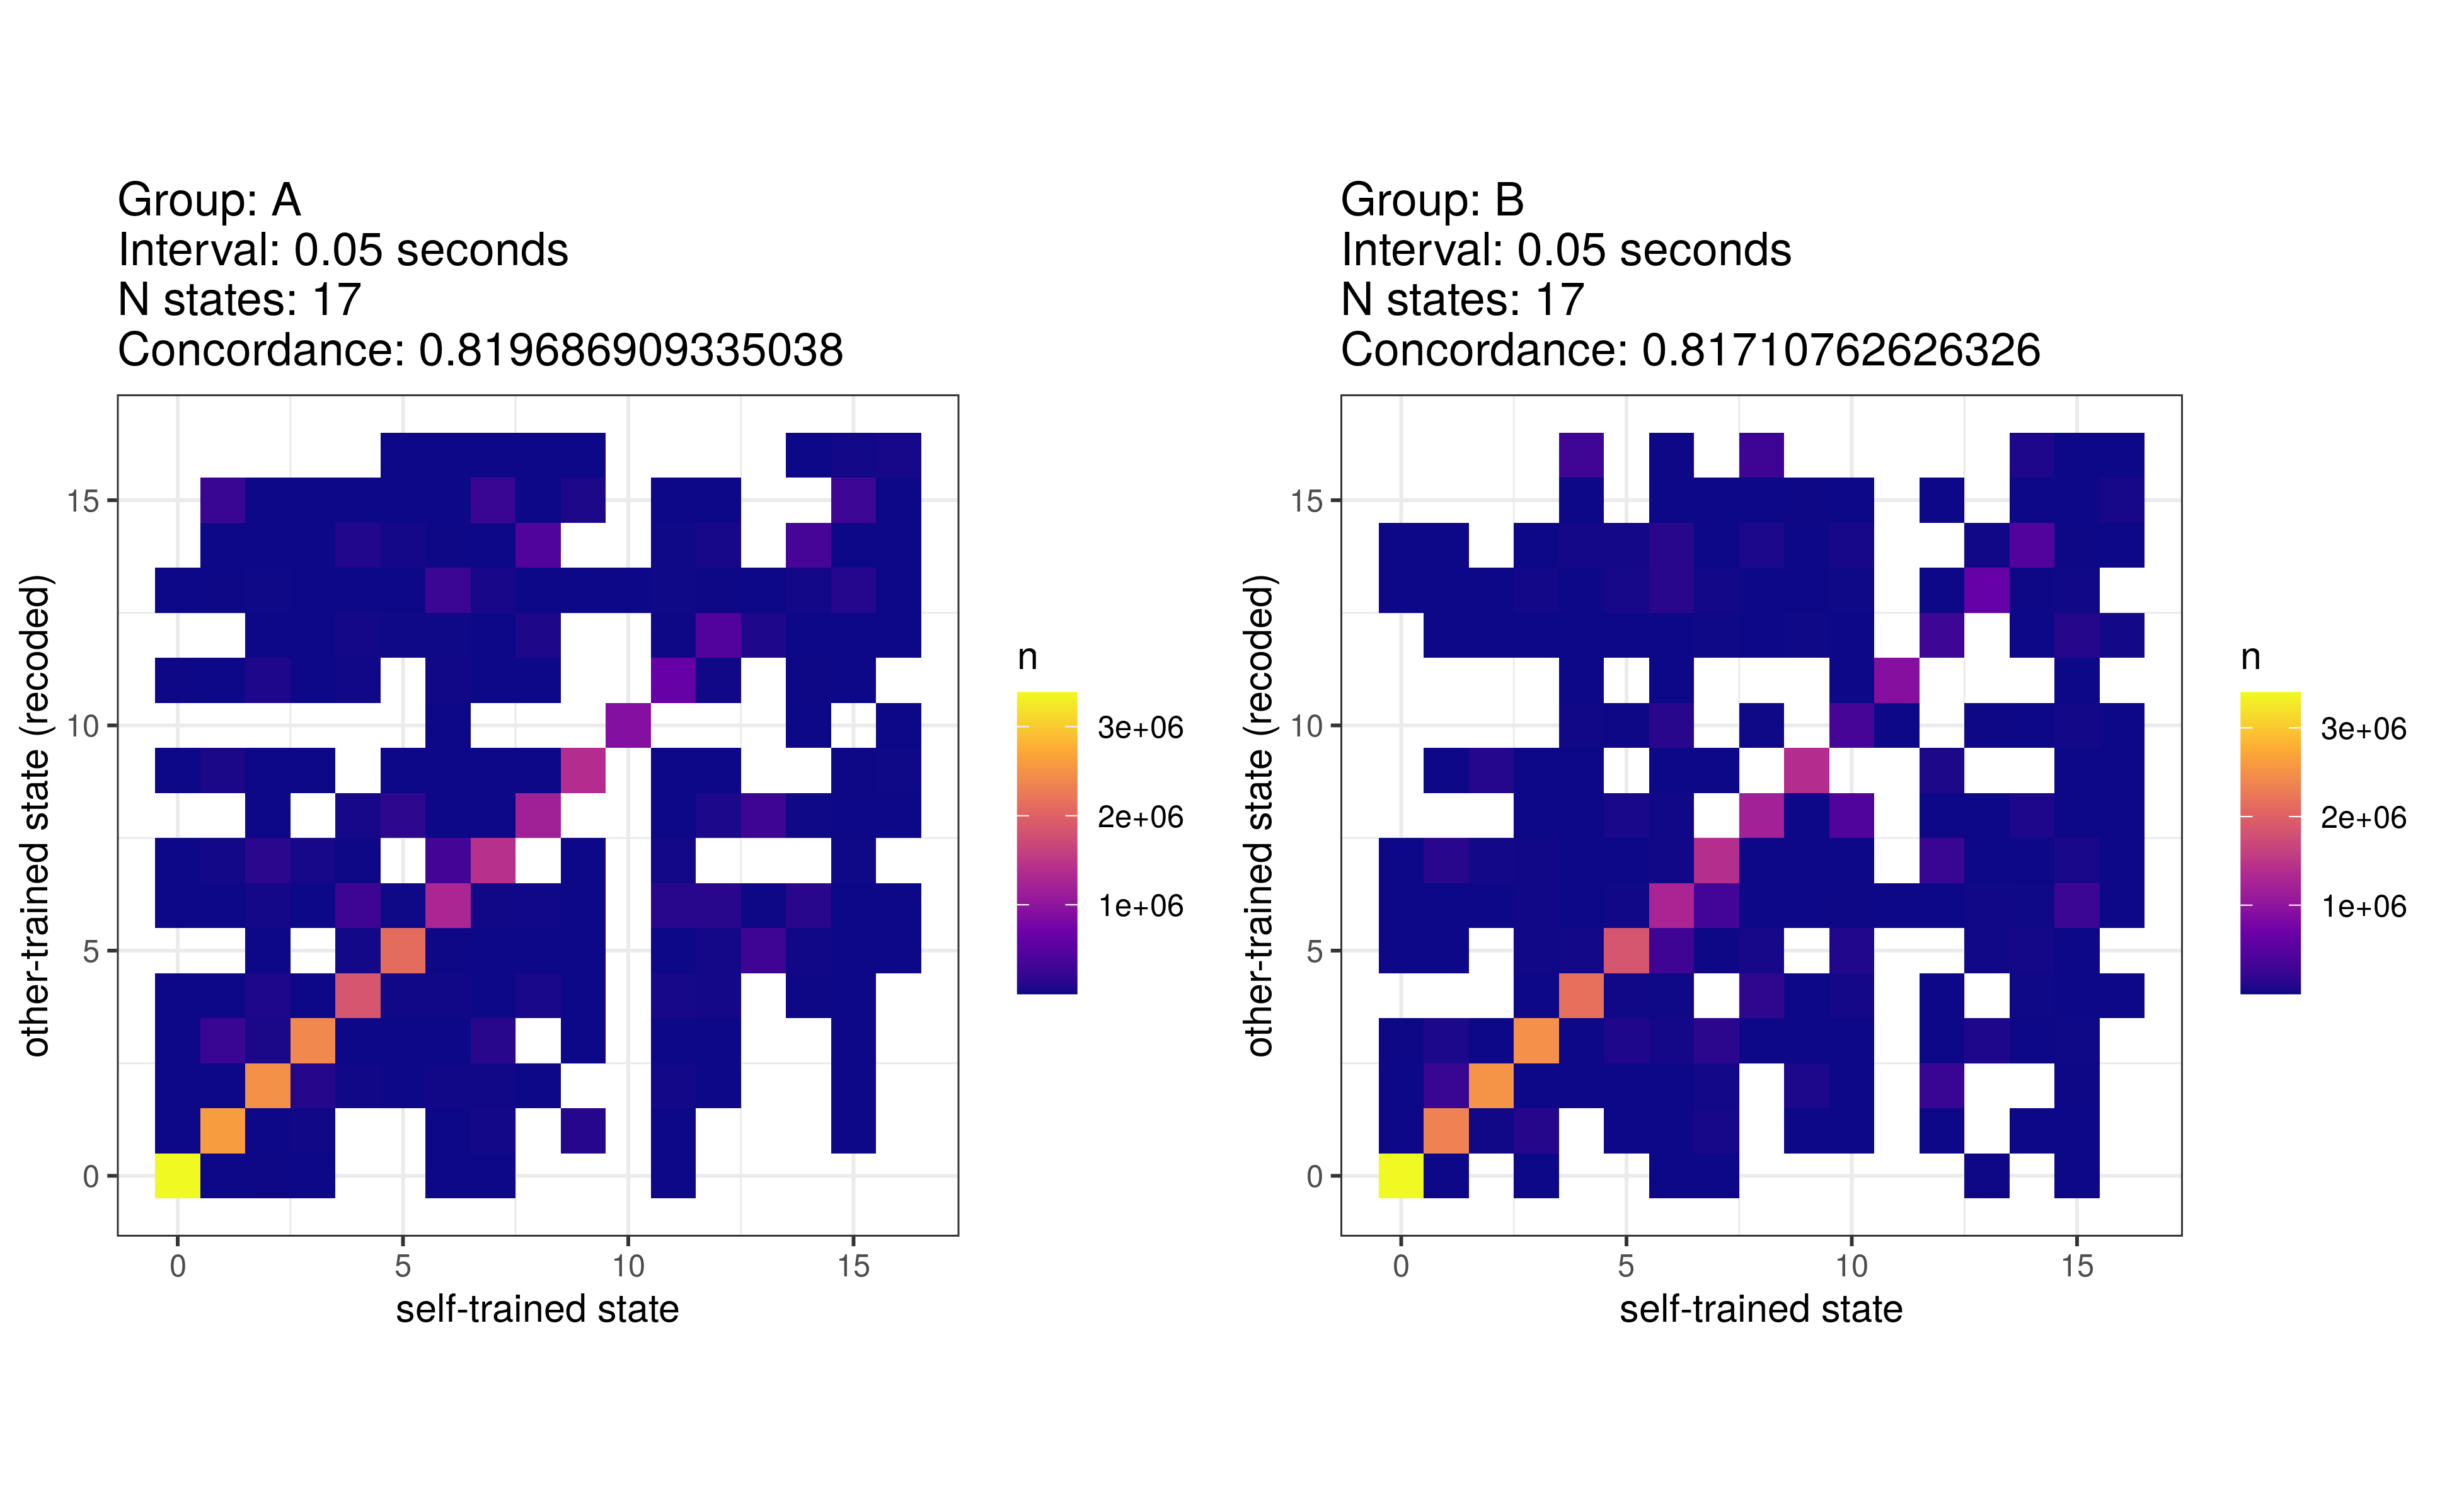 Group: A
Interval: 0.05 seconds
N states: 17
Concordance: 0.819686909335038
other-trained state (recoded)
15
10
5
0
0 5 10 15
self-trained state
n
3e+06
2e+06
1e+06
Group: B
Interval: 0.05 seconds
N states: 17
Concordance: 0.81710762626326
other-trained state (recoded)
15
10
5
0
0 5 10 15
self-trained state
n
3e+06
2e+06
1e+06